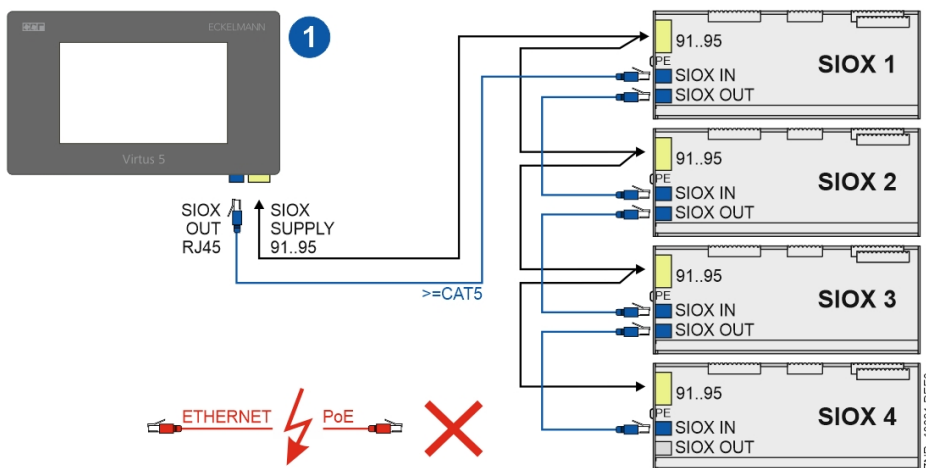 ECKELMANN
1
Virtus 5
SIOX
OUT
RJ45
SIOX
SUPPLY
91..95
>=CAT5
91..95
PE
SIOX IN
SIOX OUT
SIOX 1
91..95
PE
SIOX IN
SIOX OUT
SIOX 2
91..95
PE
SIOX IN
SIOX OUT
SIOX 3
91..95
PE
SIOX IN
SIOX OUT
SIOX 4
ETHERNET
PoE